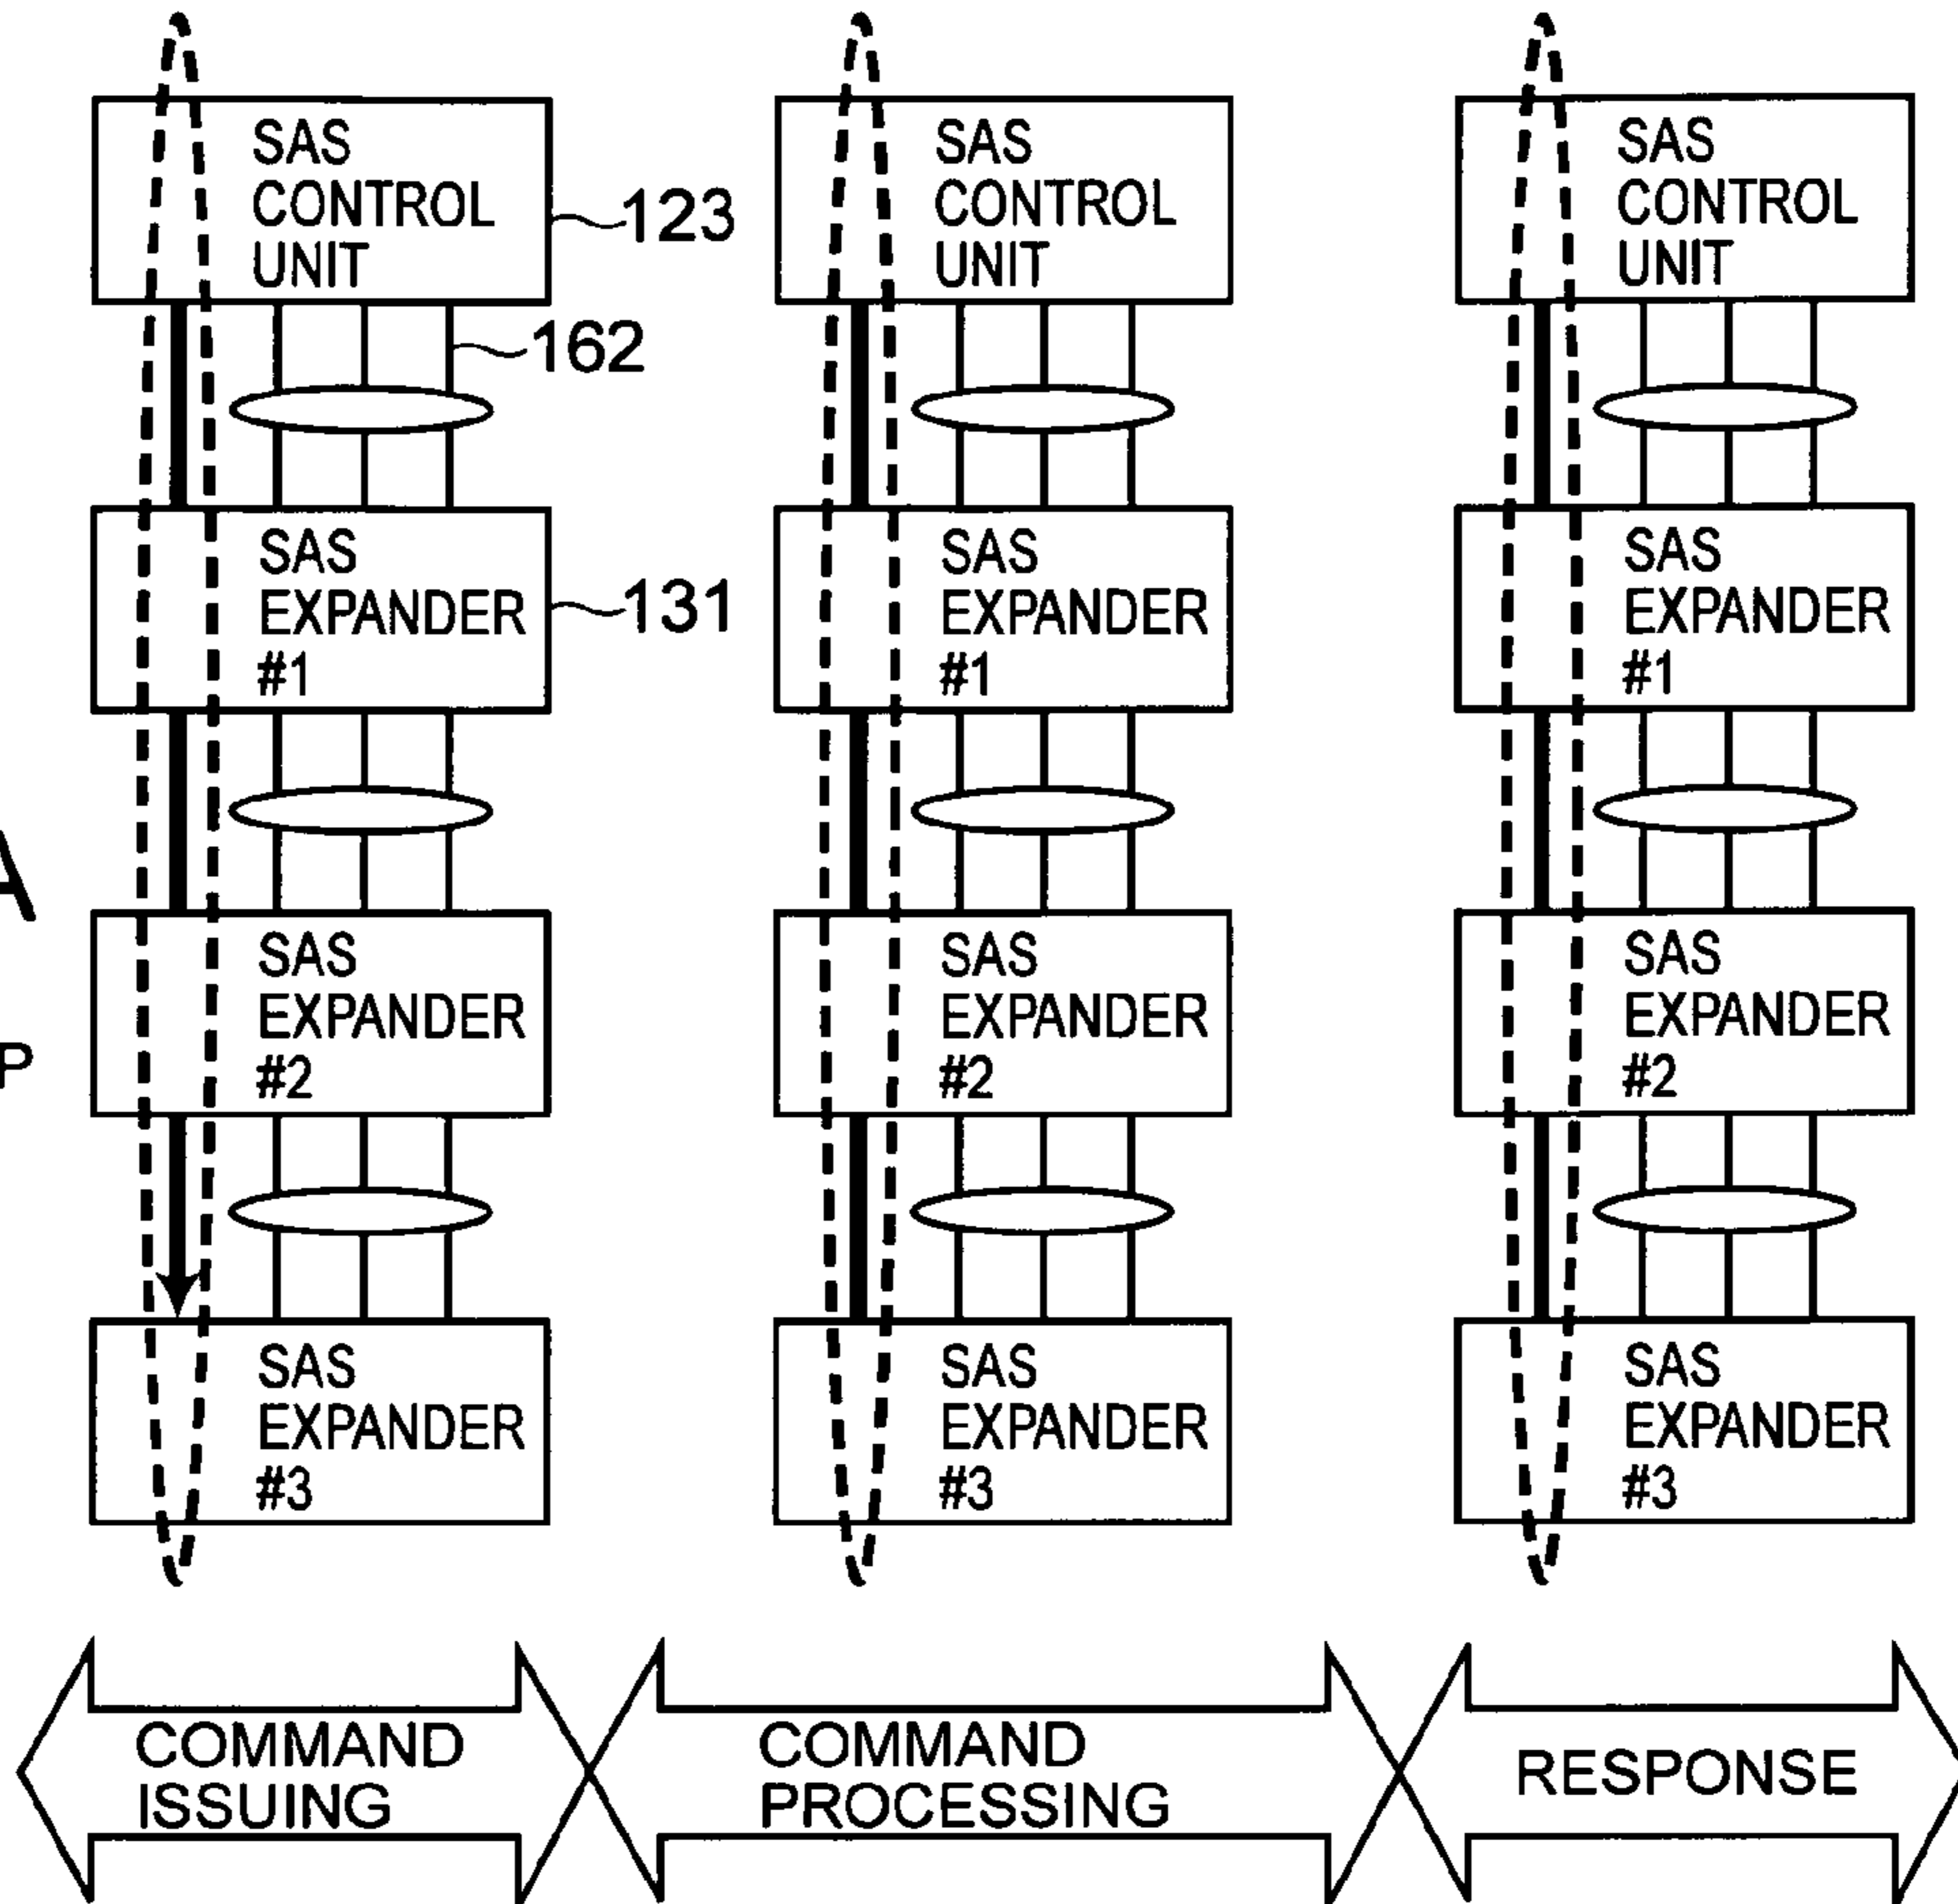 SAS
CONTROL
UNIT
123
162
SAS
EXPANDER
#1
131
SAS
EXPANDER
#2
SAS
EXPANDER
#3
SAS
CONTROL
UNIT
SAS
EXPANDER
#1
SAS
EXPANDER
#2
SAS
EXPANDER
#3
SAS
CONTROL
UNIT
SAS
EXPANDER
#1
SAS
EXPANDER
#2
SAS
EXPANDER
#3
A
P
COMMAND
ISSUING
COMMAND
PROCESSING
RESPONSE